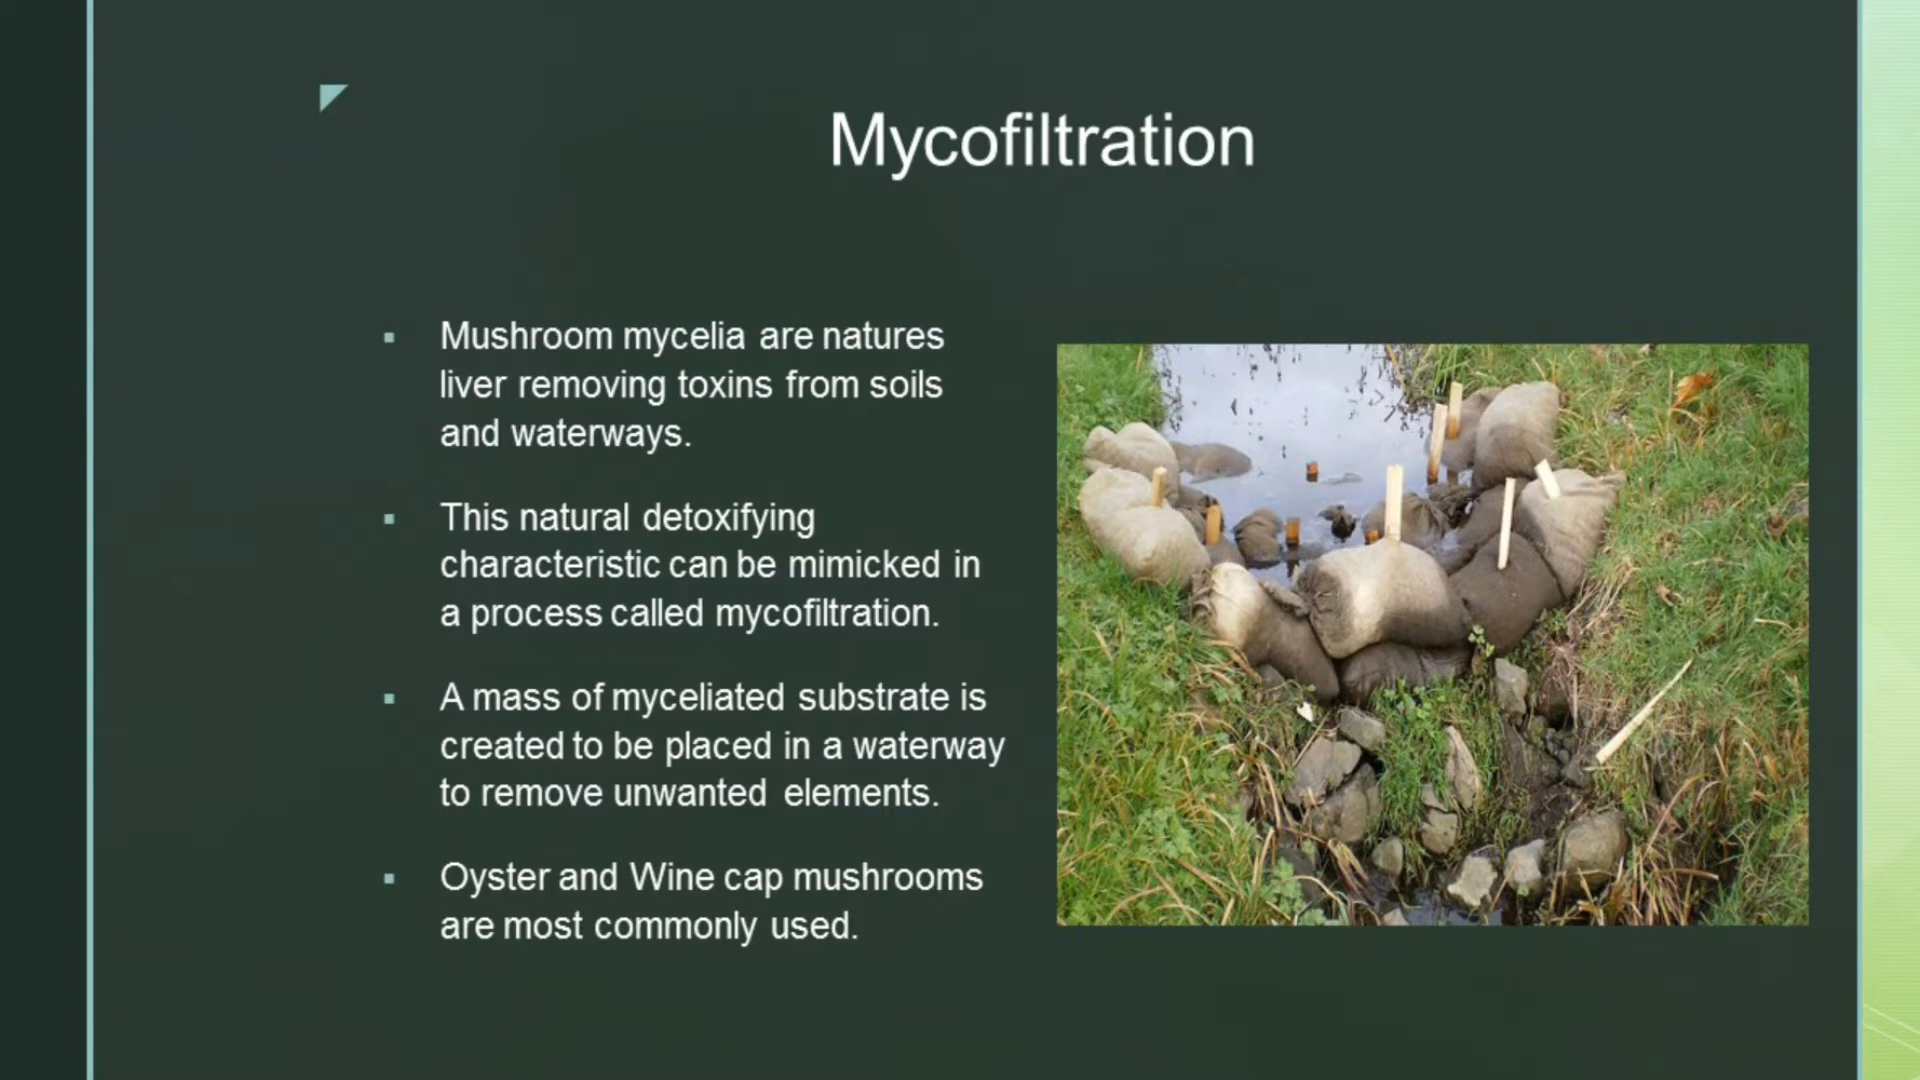 Mycofiltration
Mushroom mycelia are natures
liver removing toxins from soils
and waterways.
This natural detoxifying
characteristic can be mimicked in
a process called mycofiltration.
A mass of myceliated substrate is
created to be placed in a waterway
to remove unwanted elements.
Oyster and Wine cap mushrooms
are most commonly used.